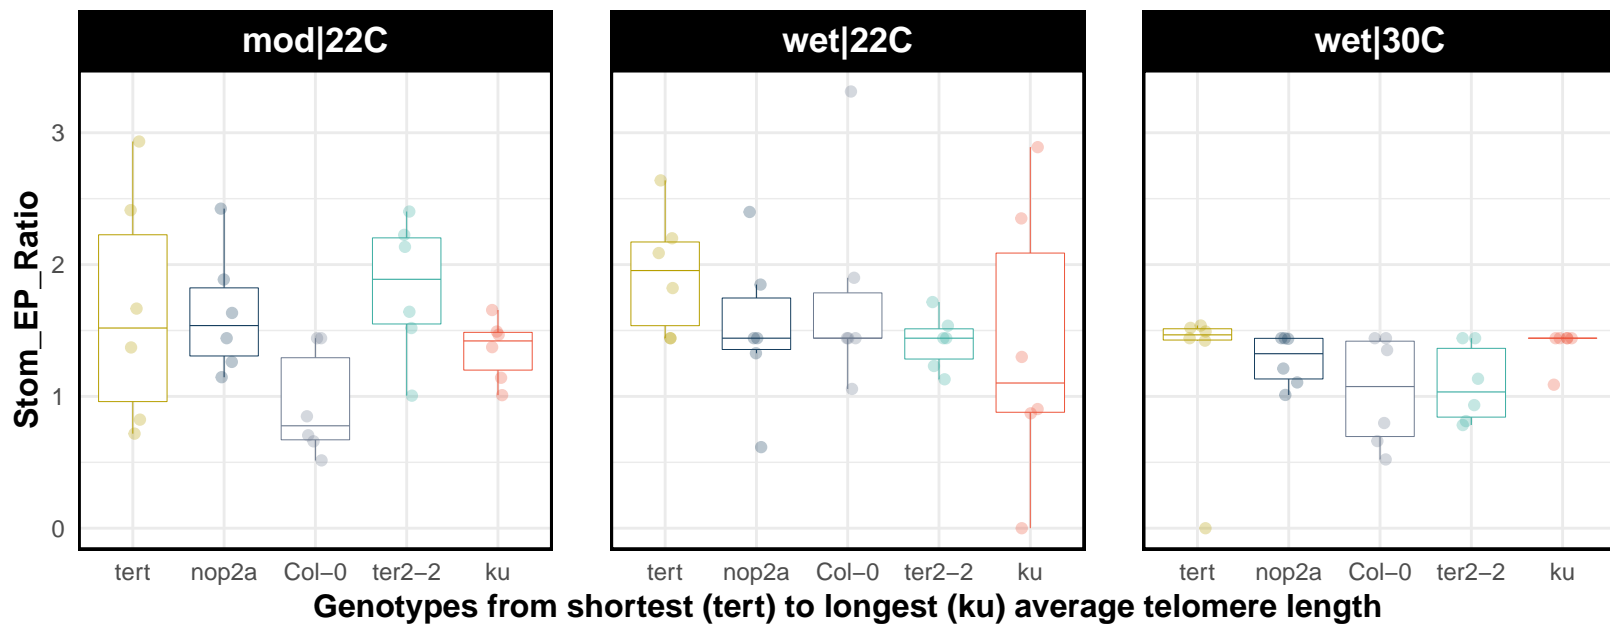 mod|22C
wet|22C
wet|30C
Stom_EP_Ratio
3
2
1
0
tert nop2a Col−0 ter2−2 ku
tert nop2a Col−0 ter2−2 ku
tert nop2a Col−0 ter2−2 ku
Genotypes from shortest (tert) to longest (ku) average telomere length